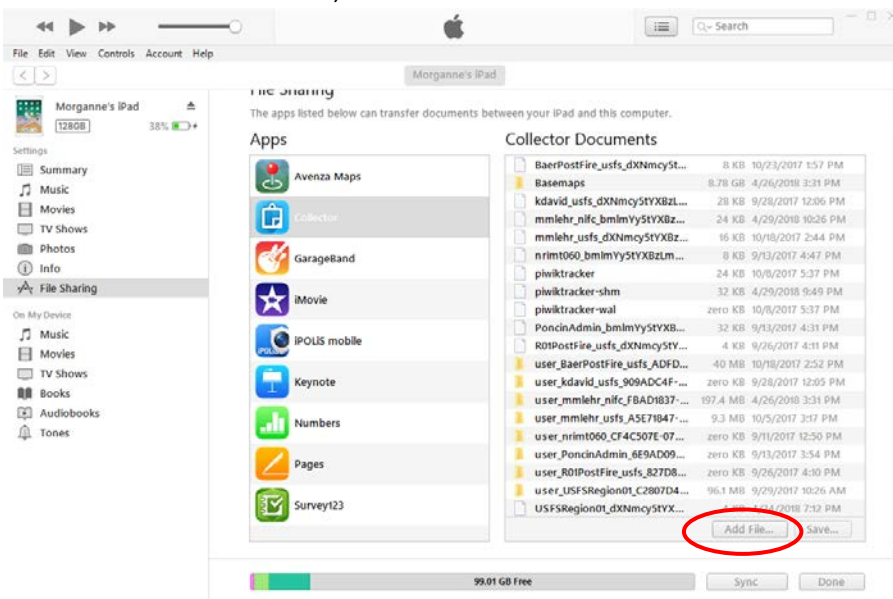 Search
File Edit View Controls Account Help
Morganne's iPad
Morganne's iPad
128GB 38%
Settings
Summary
Music
Movies
TV Shows
Photos
Info
File Sharing
On My Device
Music
Movies
TV Shows
Books
Audiobooks
Tones
File Sharing
The apps listed below can transfer documents between your iPad and this computer.
Apps
Avenza Maps
Collector
GarageBand
iMovie
iPOLiS mobile
Keynote
Numbers
Pages
Survey123
Collector Documents
BaerPostFire_usfs_dXNmcy5t... 8 KB 10/23/2017 1:57 PM
Basemaps 8.78 GB 4/26/2018 3:31 PM
kdavid_usfs_dXNmcy5tYXBzL... 28 KB 9/28/2017 12:06 PM
mmlehr_nifc_bmlmYy5tYXBz... 24 KB 4/29/2018 10:26 PM
mmlehr_usfs_dXNmcy5tYXBz... 16 KB 10/18/2017 2:44 PM
nrimt060_bmlmYy5tYXBzLm... 8 KB 9/13/2017 4:47 PM
piwiktracker 24 KB 10/8/2017 5:37 PM
piwiktracker-shm 32 KB 4/29/2018 9:49 PM
piwiktracker-wal zero KB 10/8/2017 5:37 PM
PoncinAdmin_bmlmYy5tYXB... 32 KB 9/13/2017 4:31 PM
R01PostFire_usfs_dXNmcy5tY... 4 KB 9/26/2017 4:11 PM
user_BaerPostFire_usfs_ADFD... 40 MB 10/18/2017 2:52 PM
user_kdavid_usfs_909ADC4F-... zero KB 9/28/2017 12:05 PM
user_mmlehr_nifc_FBAD1837-... 197.4 MB 4/26/2018 3:31 PM
user_mmlehr_usfs_A5E71847-... 9.3 MB 10/5/2017 3:17 PM
user_nrimt060_CF4C507E-07... zero KB 9/11/2017 12:50 PM
user_PoncinAdmin_6E9AD09... zero KB 9/13/2017 3:54 PM
user_R01PostFire_usfs_827D8... zero KB 9/26/2017 4:10 PM
user_USFSRegion01_C2807D4... 96.1 MB 9/29/2017 10:26 AM
USFSRegion01_dXNmcy5tYX... 7:12 PM
Add File... Save...
99.01 GB Free
Sync Done